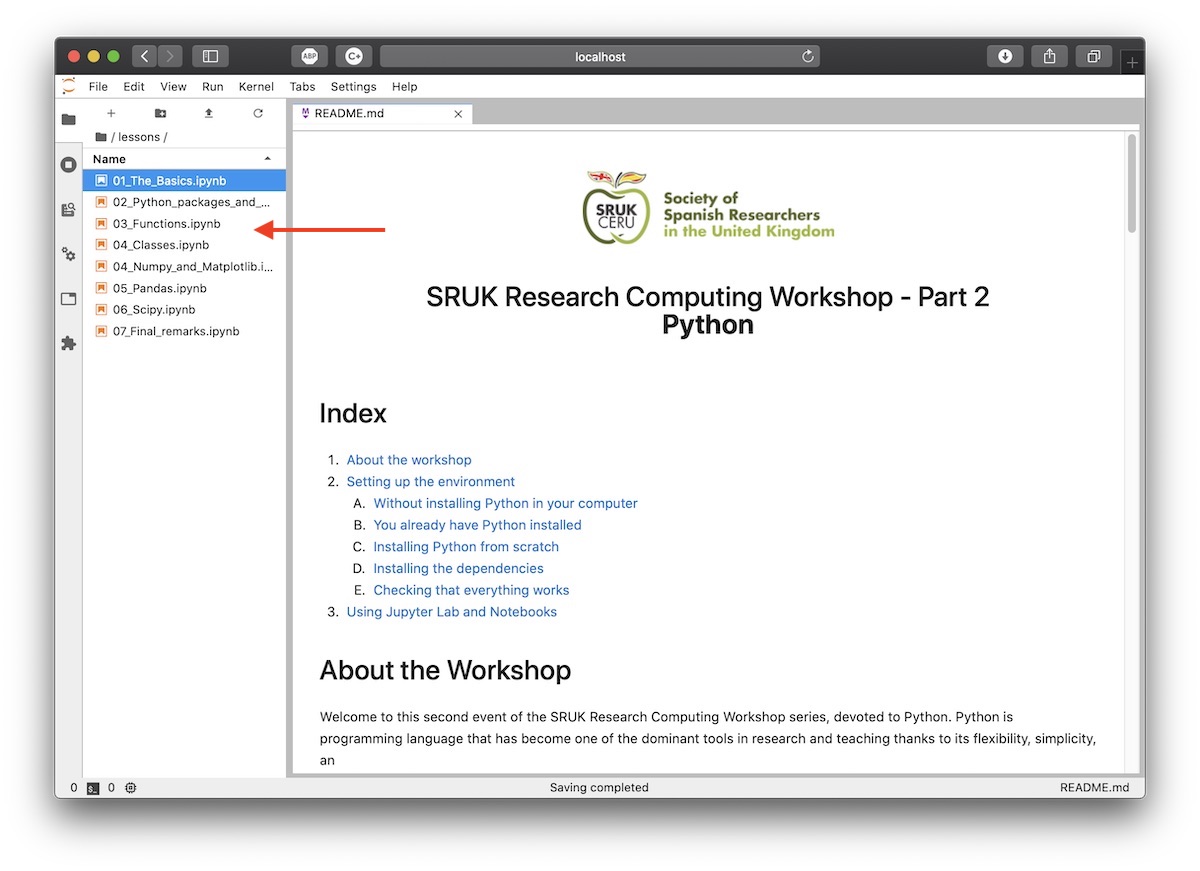 ABP
C+
localhost
File Edit View Run Kernel Tabs Settings Help
README.md
/ lessons /
Name
01_The_Basics.ipynb
02_Python_packages_and_...
03_Functions.ipynb
04_Classes.ipynb
04_Numpy_and_Matplotlib.i...
05_Pandas.ipynb
06_Scipy.ipynb
07_Final_remarks.ipynb
SRUK
CERU
Society of
Spanish Researchers
in the United Kingdom
SRUK Research Computing Workshop - Part 2
Python
Index
1. About the workshop
2. Setting up the environment
A. Without installing Python in your computer
B. You already have Python installed
C. Installing Python from scratch
D. Installing the dependencies
E. Checking that everything works
3. Using Jupyter Lab and Notebooks
About the Workshop
Welcome to this second event of the SRUK Research Computing Workshop series, devoted to Python. Python is
programming language that has become one of the dominant tools in research and teaching thanks to its flexibility, simplicity,
an
0 $_ 0 Saving completed README.md